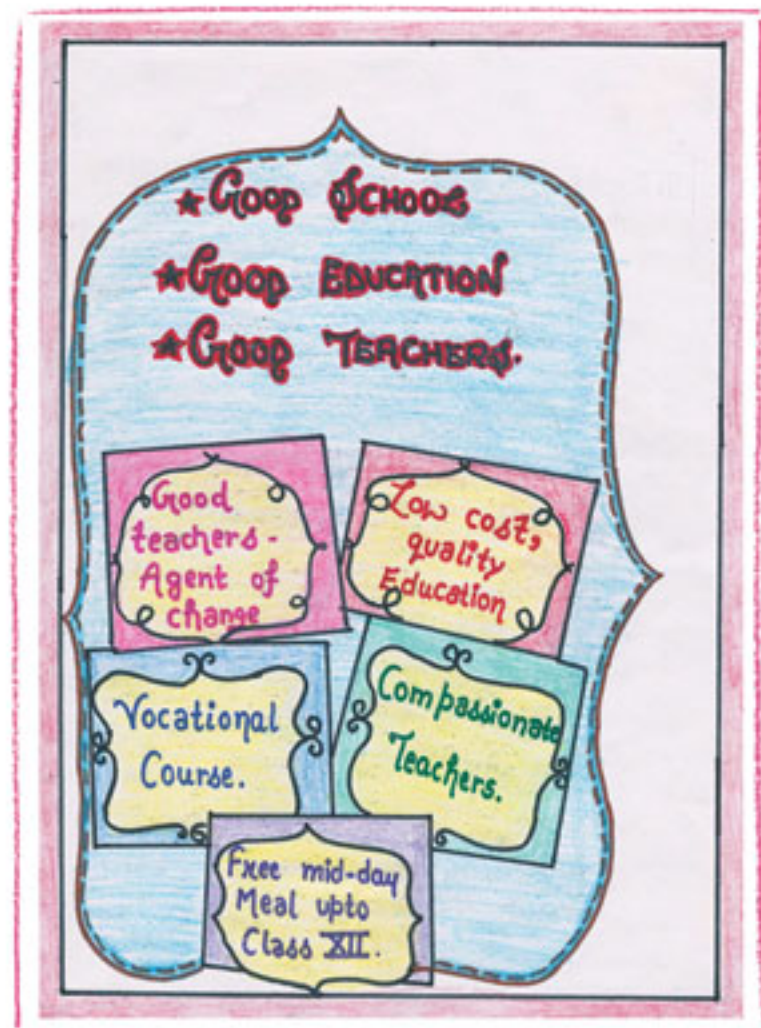 ★ GOOD SCHOOL
★ GOOD EDUCATION
★ GOOD TEACHERS.
Good
teachers -
Agent of
change
Low cost,
quality
Education
Vocational
Course.
Compassionate
Teachers.
Free mid-day
Meal upto
Class XII.